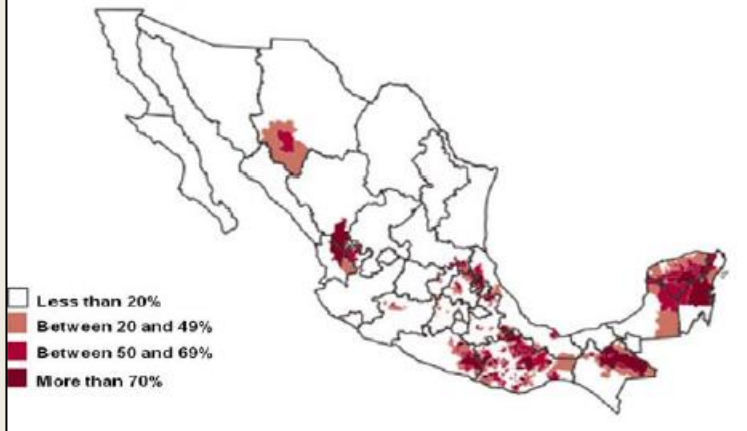 Less than 20%
Between 20 and 49%
Between 50 and 69%
More than 70%